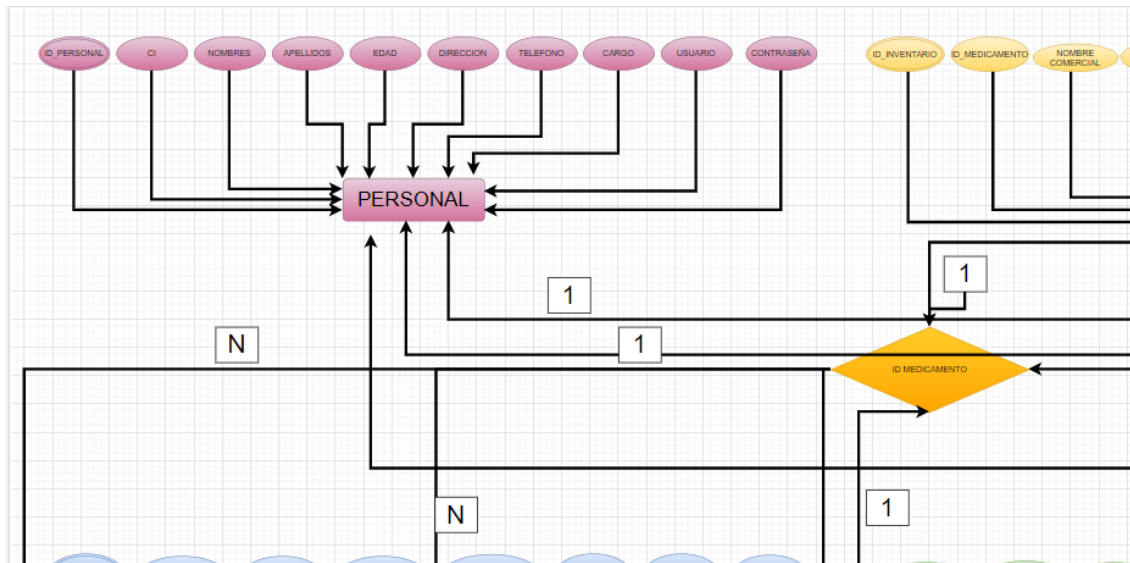 ID_PERSONAL
CI
NOMBRES
APELLIDOS
EDAD
DIRECCION
TELEFONO
CARGO
USUARIO
CONTRASEÑA
ID_INVENTARIO
ID_MEDICAMENTO
NOMBRE
COMERCIAL
PERSONAL
1
1
N
1
ID MEDICAMENTO
N
1